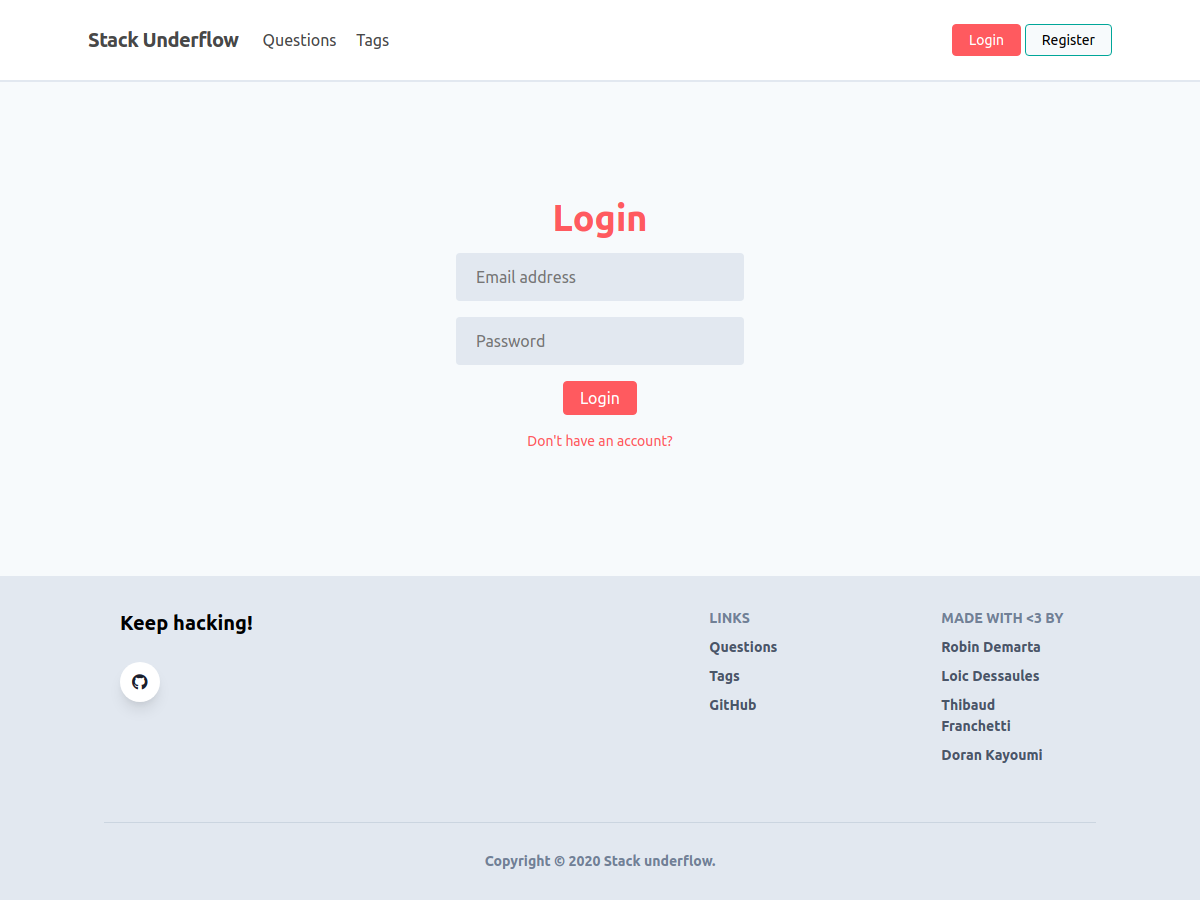 Stack Underflow Questions Tags Login Register
Login
Email address
Password
Login
Don't have an account?
Keep hacking!
LINKS
Questions
Tags
GitHub
MADE WITH <3 BY
Robin Demarta
Loic Dessaules
Thibaud
Franchetti
Doran Kayoumi
Copyright © 2020 Stack underflow.